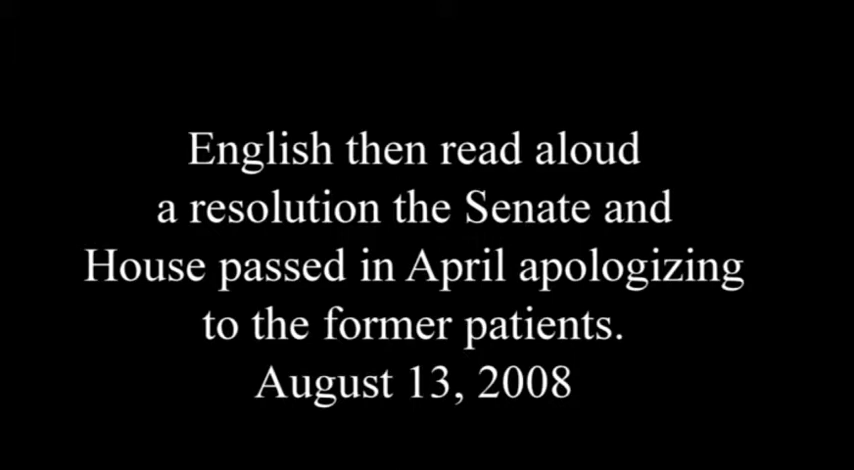 English then read aloud
a resolution the Senate and
House passed in April apologizing
to the former patients.
August 13, 2008